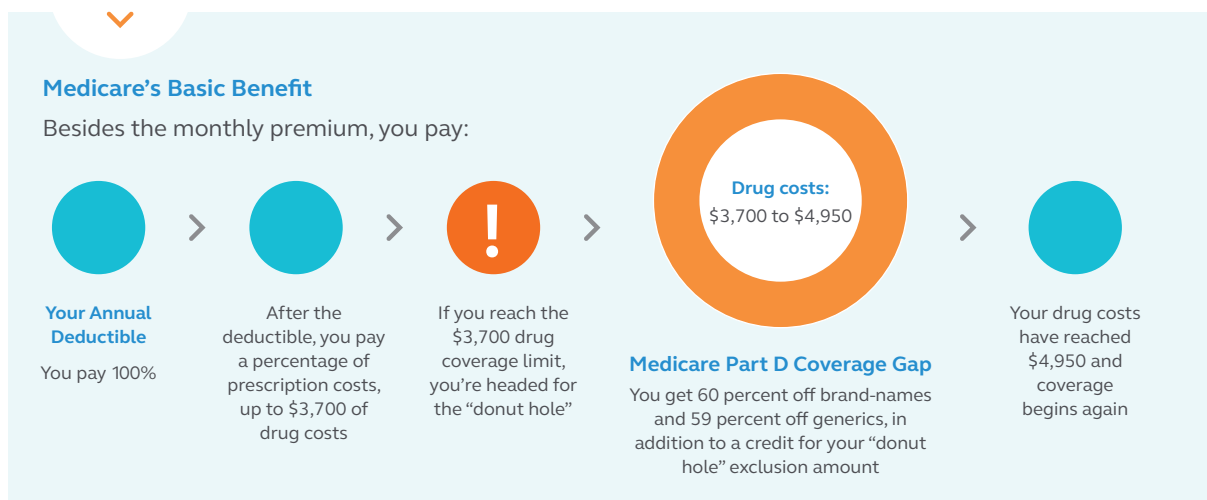 Medicare's Basic Benefit
Besides the monthly premium, you pay:
!
Drug costs:
$3,700 to $4,950
Your Annual
Deductible
You pay 100%
After the
deductible, you pay
a percentage of
prescription costs,
up to $3,700 of
drug costs
If you reach the
$3,700 drug
coverage limit,
you're headed for
the "donut hole"
Medicare Part D Coverage Gap
You get 60 percent off brand-names
and 59 percent off generics, in
addition to a credit for your "donut
hole" exclusion amount
Your drug costs
have reached
$4,950 and
coverage
begins again